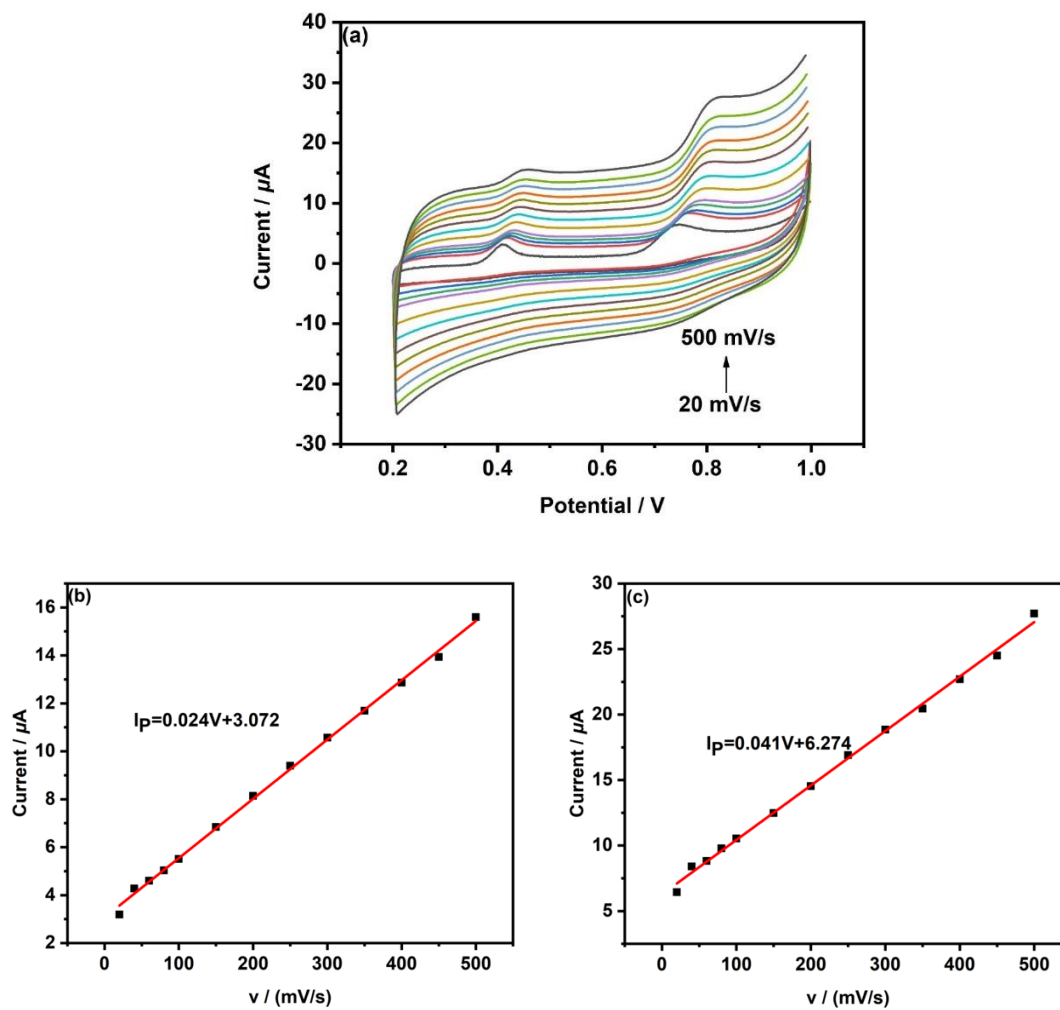 (a)
40
30
20
10
0
-10
-20
-30
Current / µA
500 mV/s
20 mV/s
0.2 0.4 0.6 0.8 1.0
Potential / V
(b)
16
14
12
10
8
6
4
2
Current / µA
IP=0.024V+3.072
0 100 200 300 400 500
v / (mV/s)
(c)
30
25
20
15
10
5
Current / µA
IP=0.041V+6.274
0 100 200 300 400 500
v / (mV/s)